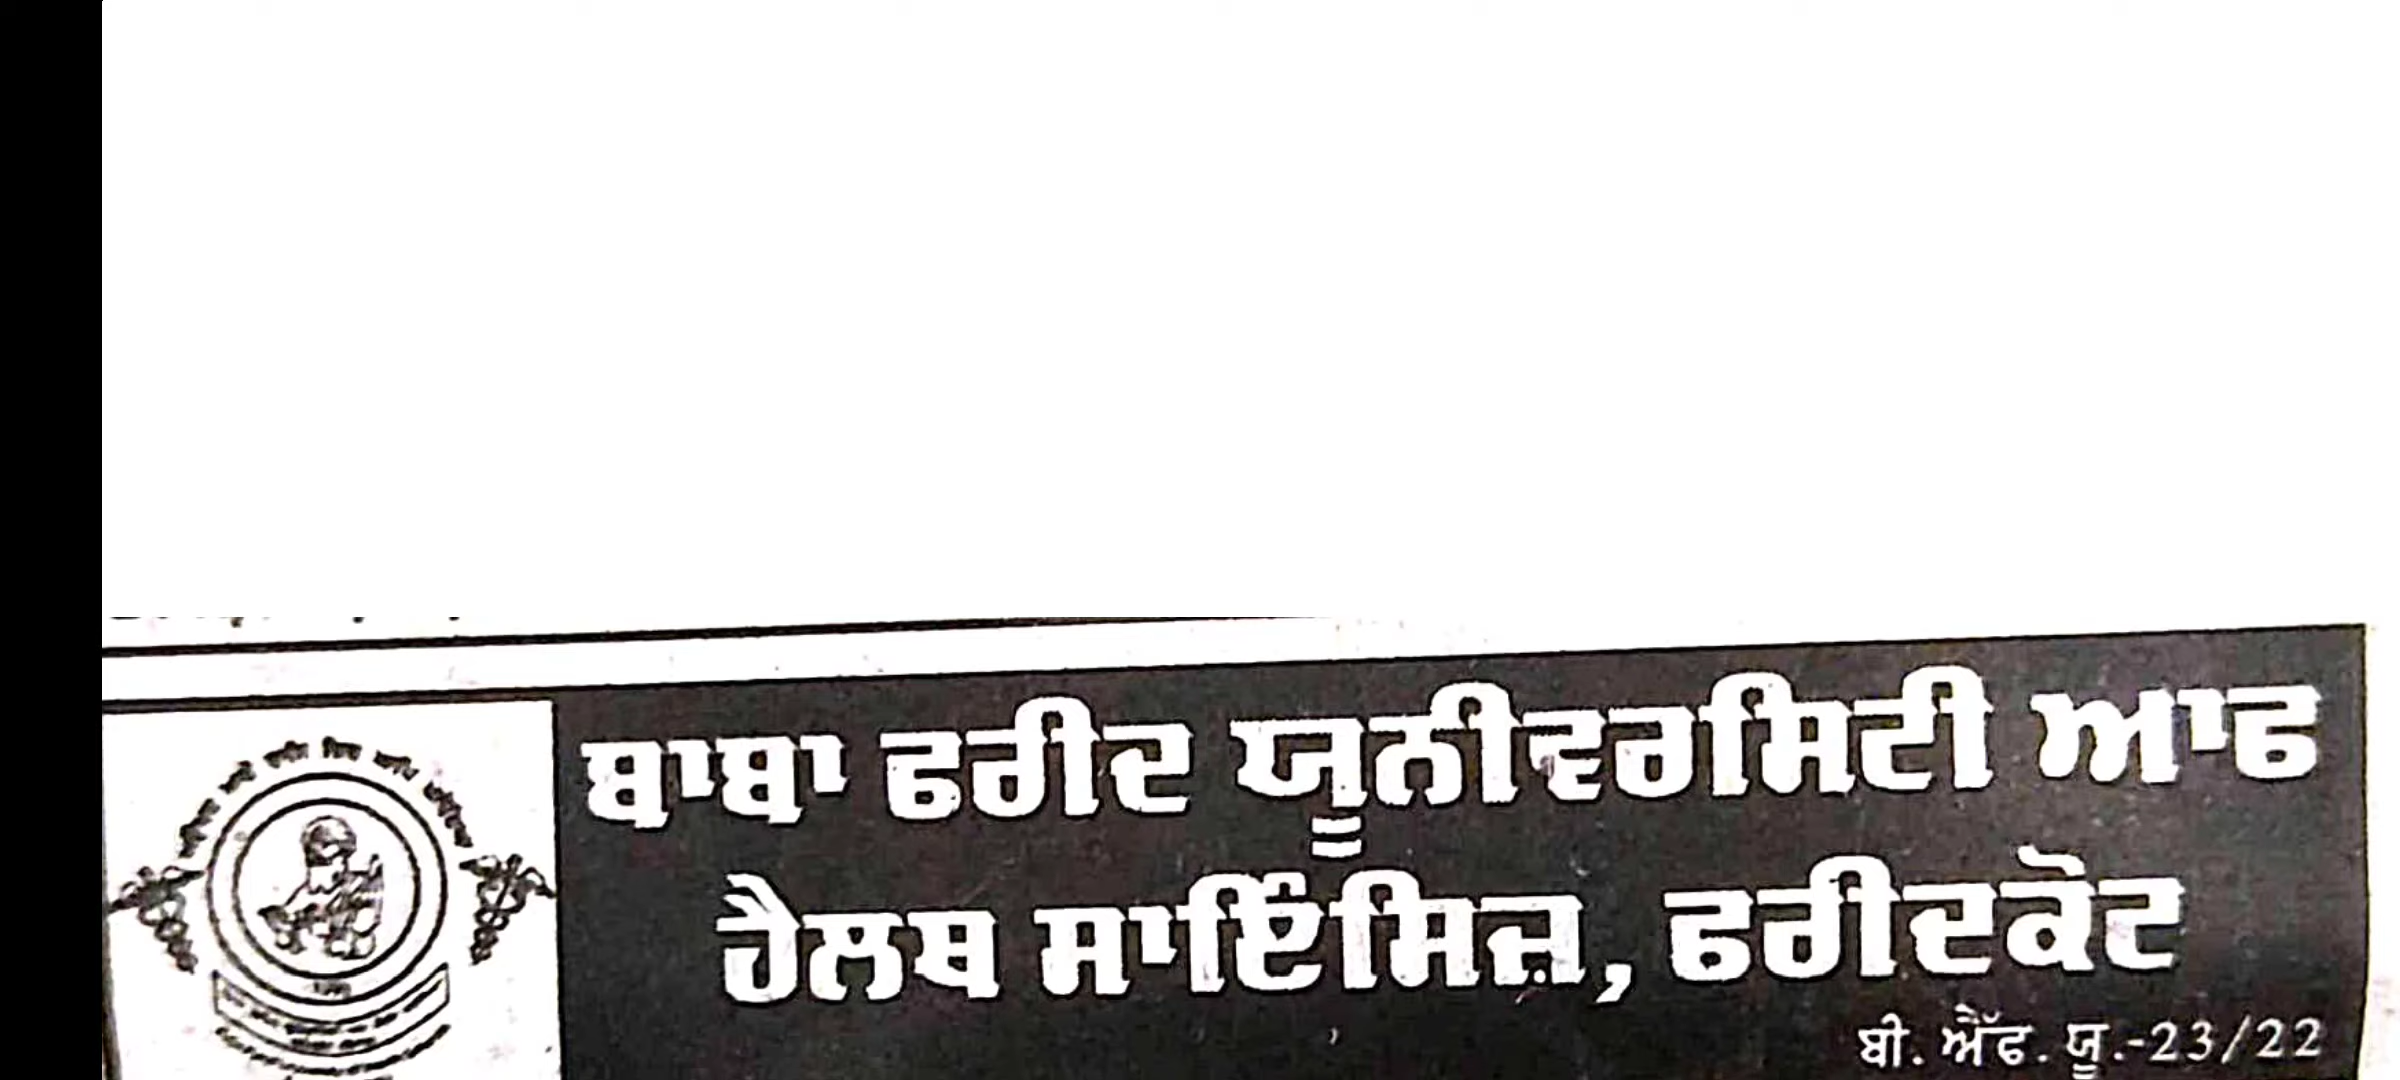 ਬਾਬਾ ਫਰੀਦ ਯੂਨੀਵਰਸਿਟੀ ਆਫ
ਹੈਲਥ ਸਾਇੰਸਿਜ਼, ਫਰੀਦਕੋਟ
ਬੀ. ਐੱਫ. ਯੂ.-23/22